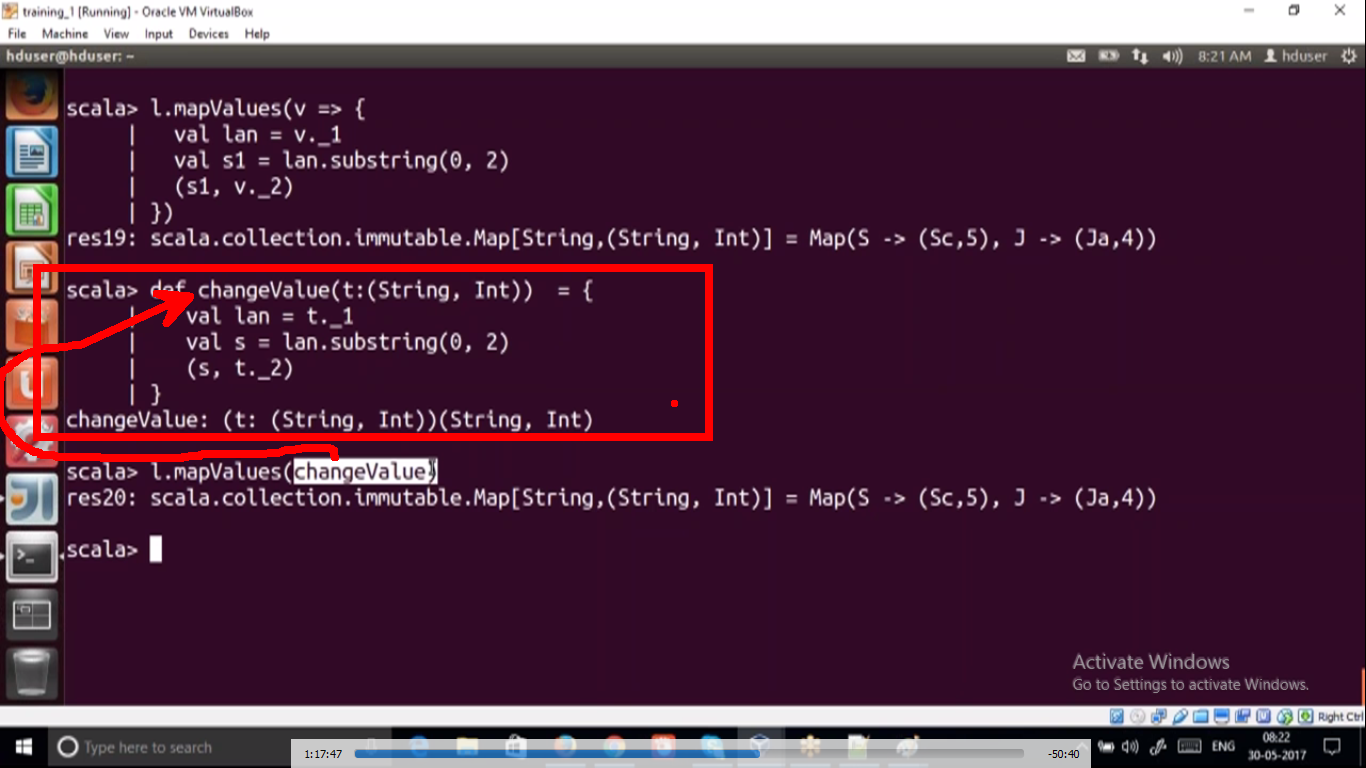 training_1 [Running] - Oracle VM VirtualBox
File Machine View Input Devices Help
hduser@hduser: ~ 8:21 AM hduser
scala> l.mapValues(v => {
| val lan = v._1
| val s1 = lan.substring(0, 2)
| (s1, v._2)
| })
res19: scala.collection.immutable.Map[String,(String, Int)] = Map(S -> (Sc,5), J -> (Ja,4))
scala> def changeValue(t:(String, Int)) = {
| val lan = t._1
| val s = lan.substring(0, 2)
| (s, t._2)
| }
changeValue: (t: (String, Int))(String, Int)
scala> l.mapValues(changeValue)
res20: scala.collection.immutable.Map[String,(String, Int)] = Map(S -> (Sc,5), J -> (Ja,4))
scala>
Activate Windows
Go to Settings to activate Windows.
Right Ctrl
Type here to search
1:17:47 -50:40
ENG
08:22
30-05-2017